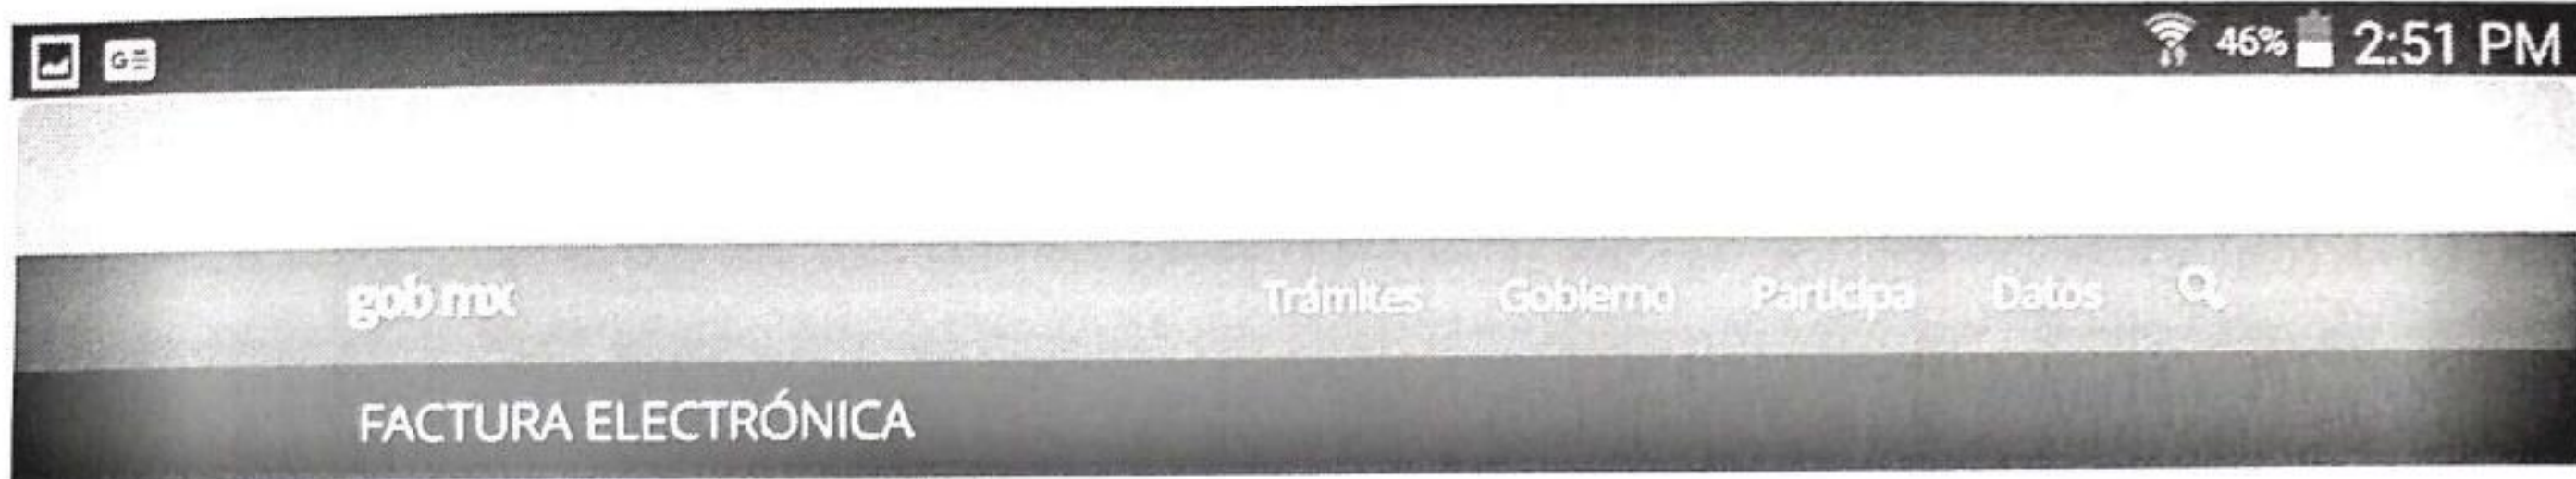 46% 2:51 PM
gob.mx Trámites Gobierno Participa Datos
FACTURA ELECTRÓNICA